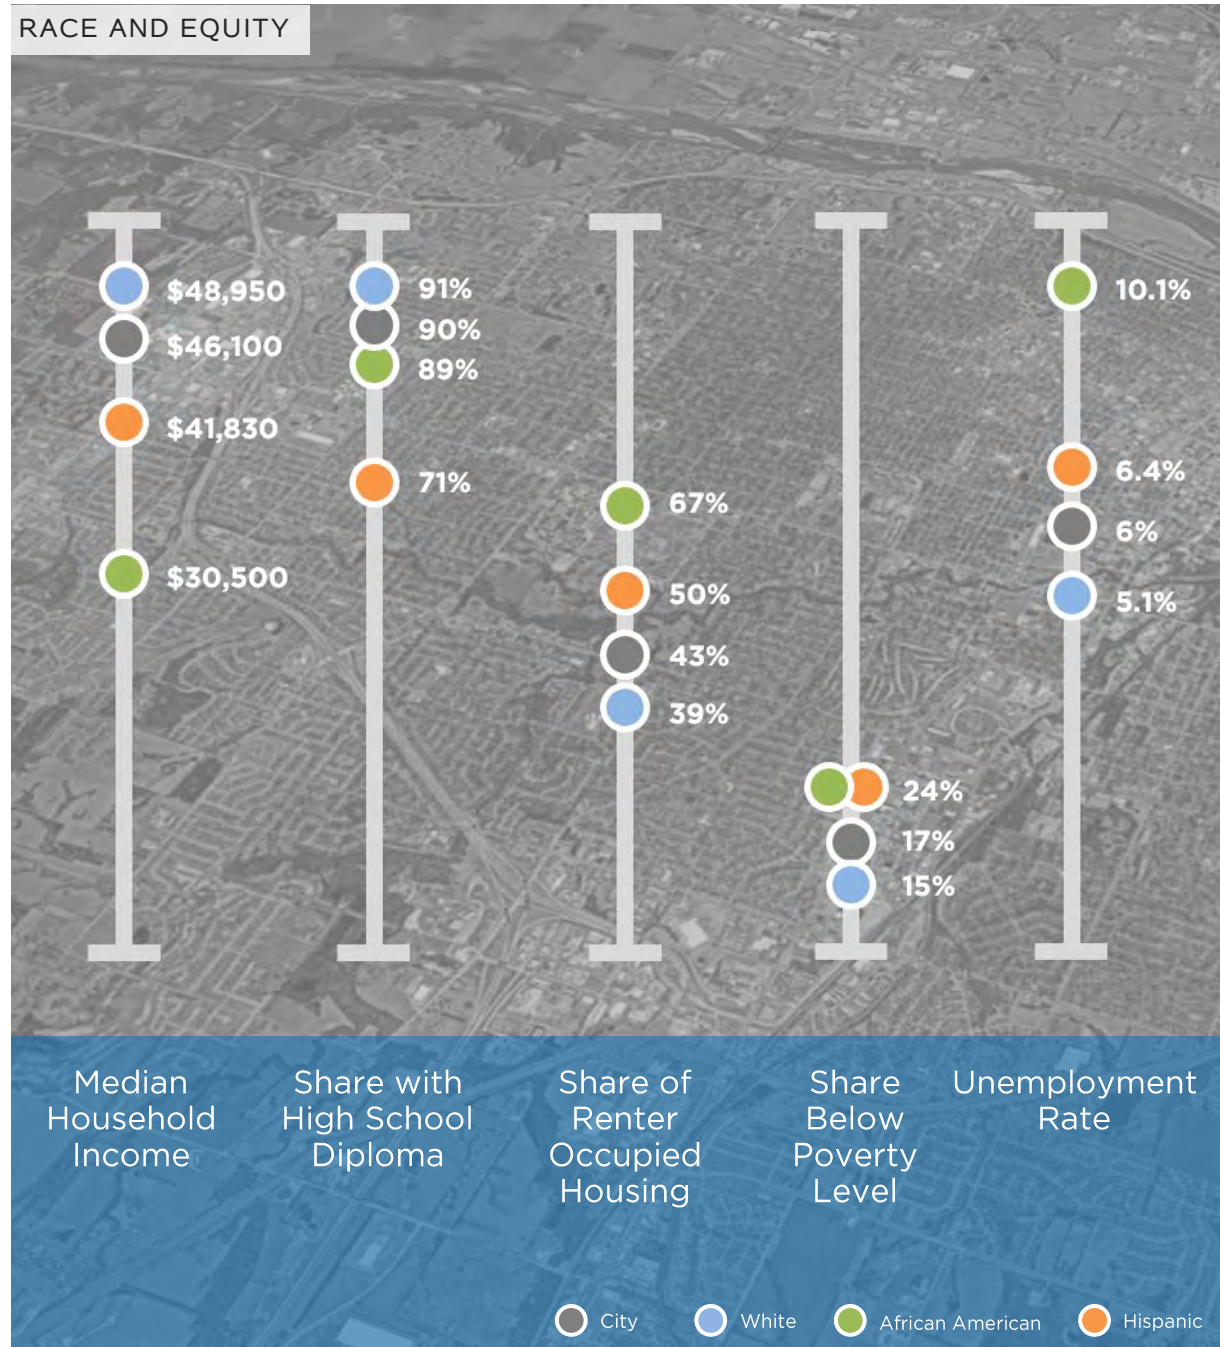 RACE AND EQUITY
$48,950
$46,100
$41,830
$30,500
91%
90%
89%
71%
67%
50%
43%
39%
24%
17%
15%
10.1%
6.4%
6%
5.1%
Median
Household
Income
Share with
High School
Diploma
Share of
Renter
Occupied
Housing
Share
Below
Poverty
Level
Unemployment
Rate
City
White
African American
Hispanic